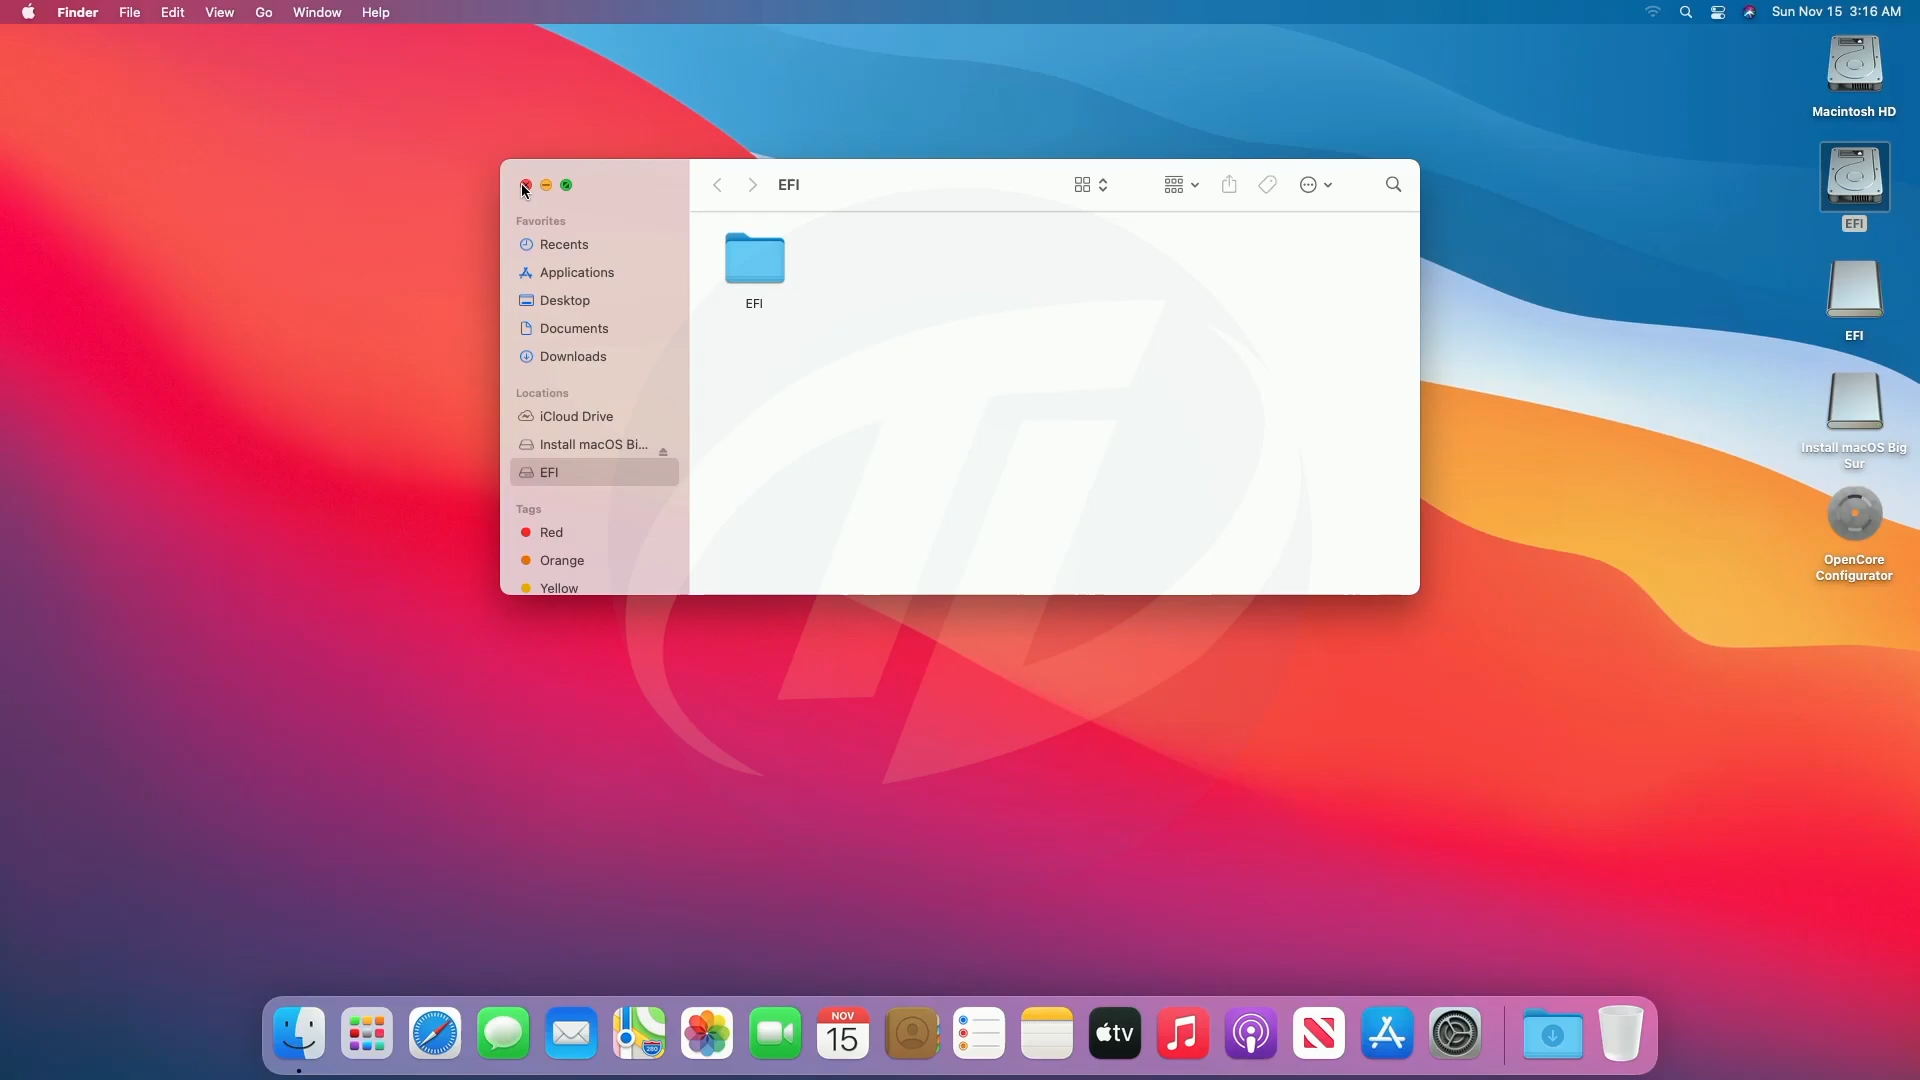 Finder File Edit View Go Window Help
Sun Nov 15 3:16 AM
Macintosh HD
EFI
EFI
Install macOS Big
Sur
OpenCore
Configurator
EFI
Favorites
Recents
Applications
Desktop
Documents
Downloads
Locations
iCloud Drive
Install macOS Bi...
EFI
Tags
Red
Orange
Yellow
EFI
NOV
15
tv
280